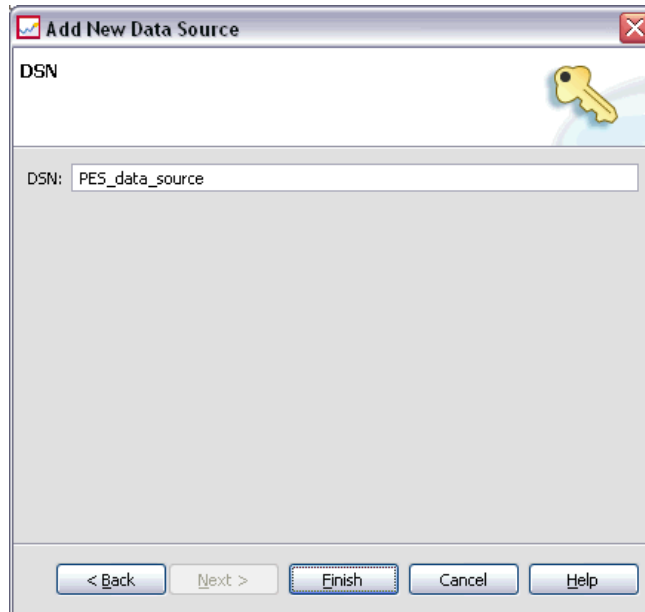 Add New Data Source
DSN
DSN: PES_data_source
< Back Next > Finish Cancel Help